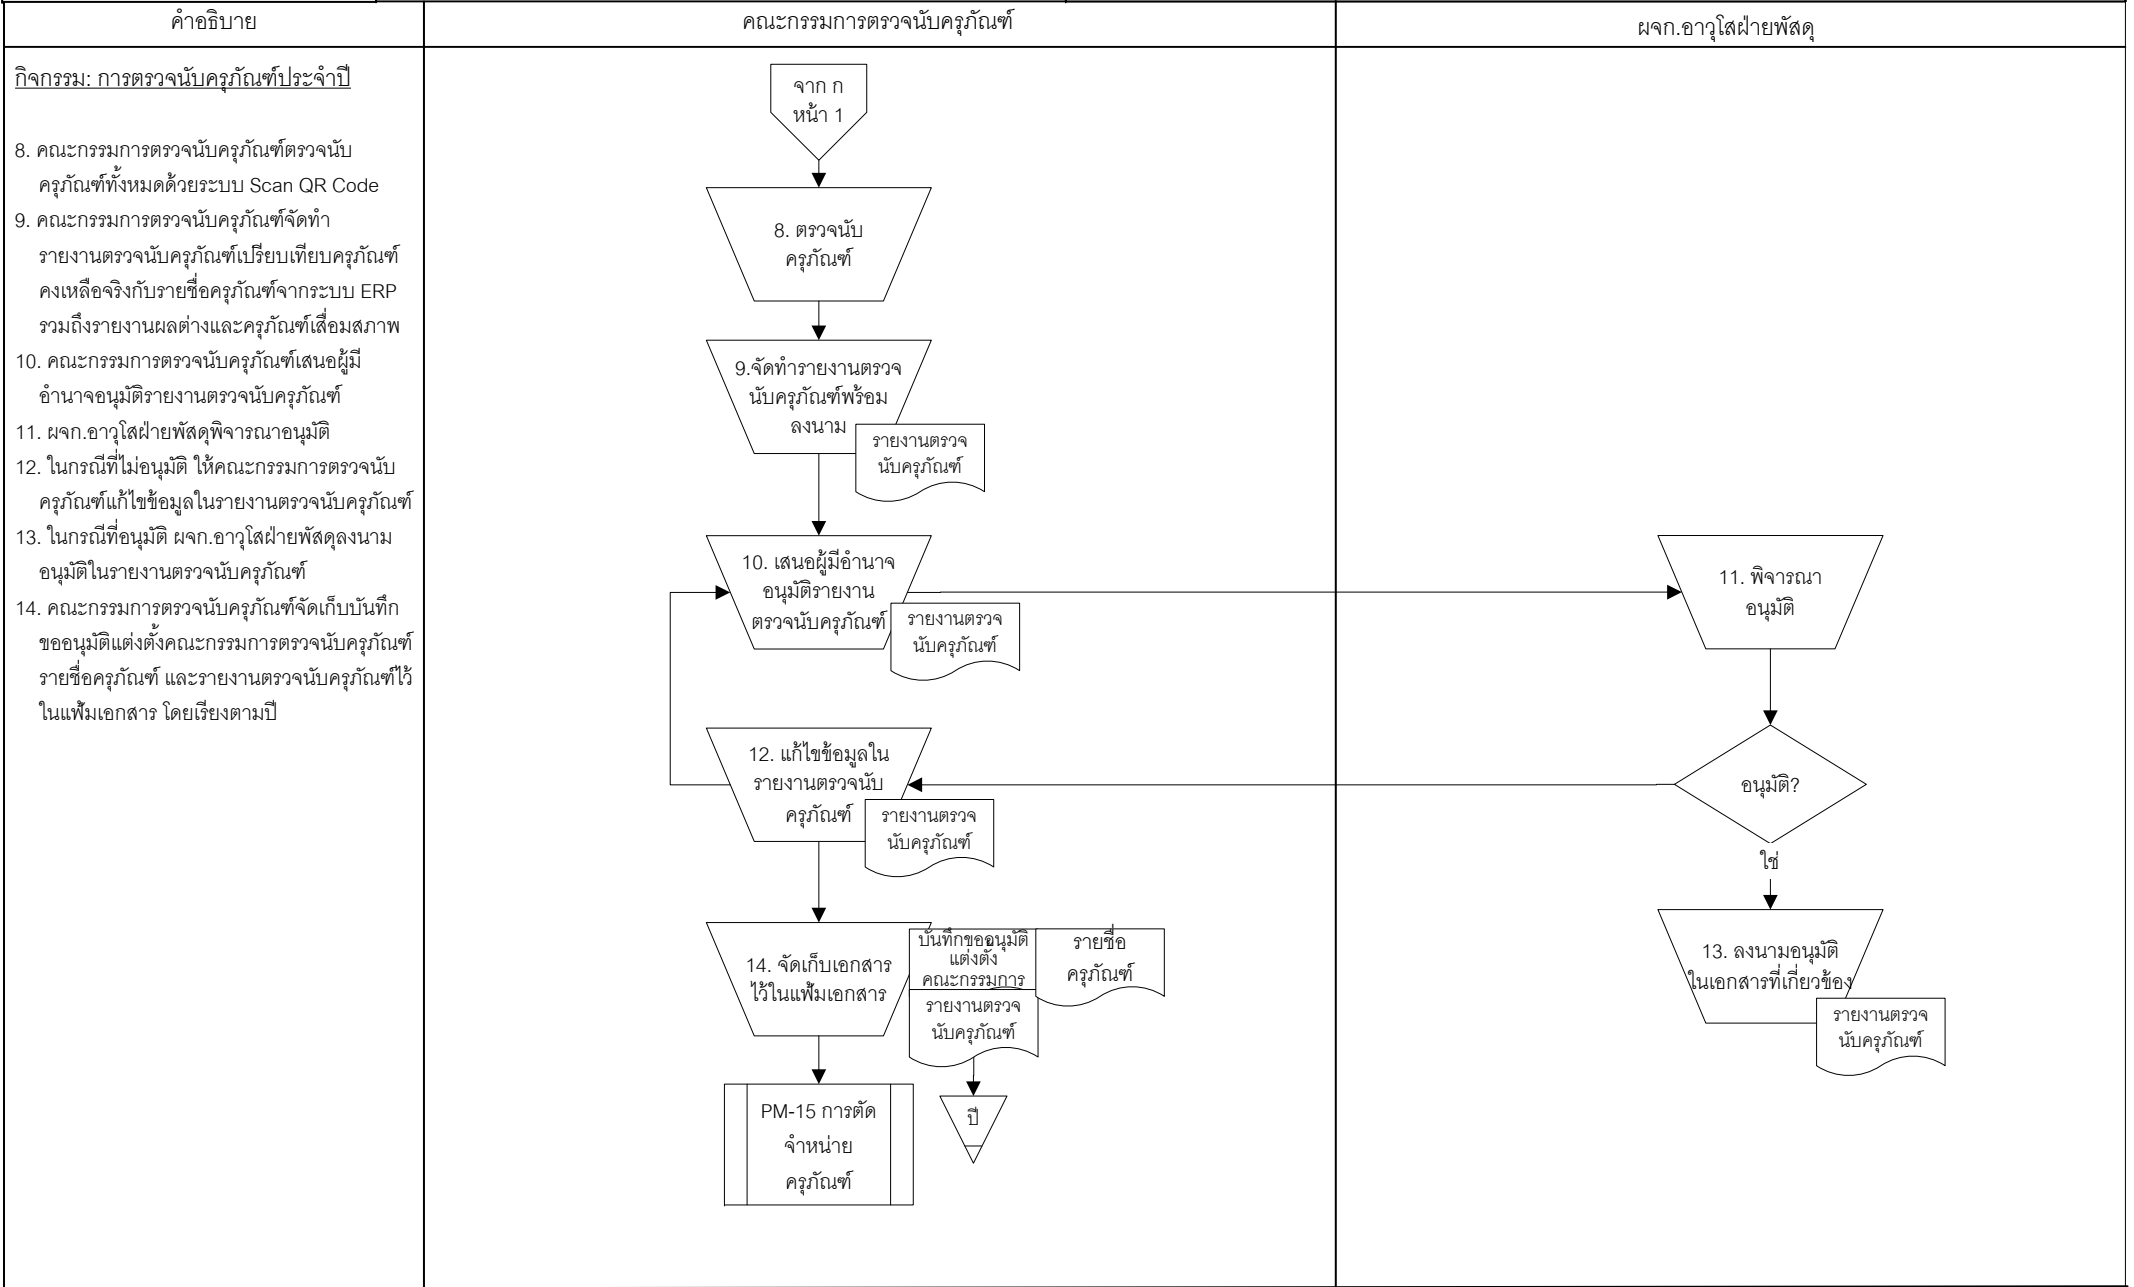 คำอธิบาย
คณะกรรมการตรวจนับครุภัณฑ์
ผจก.อาวุโสฝ่ายพัสดุ
กิจกรรม: การตรวจนับครุภัณฑ์ประจำปี
8. คณะกรรมการตรวจนับครุภัณฑ์ตรวจนับ
ครุภัณฑ์ทั้งหมดด้วยระบบ Scan QR Code
9. คณะกรรมการตรวจนับครุภัณฑ์จัดทำ
รายงานตรวจนับครุภัณฑ์เปรียบเทียบครุภัณฑ์
คงเหลือจริงกับรายชื่อครุภัณฑ์จากระบบ ERP
รวมถึงรายงานผลต่างและครุภัณฑ์เสื่อมสภาพ
10. คณะกรรมการตรวจนับครุภัณฑ์เสนอผู้มี
อำนาจอนุมัติรายงานตรวจนับครุภัณฑ์
11. ผจก.อาวุโสฝ่ายพัสดุพิจารณาอนุมัติ
12. ในกรณีที่ไม่อนุมัติ ให้คณะกรรมการตรวจนับ
ครุภัณฑ์แก้ไขข้อมูลในรายงานตรวจนับครุภัณฑ์
13. ในกรณีที่อนุมัติ ผจก.อาวุโสฝ่ายพัสดุลงนาม
อนุมัติในรายงานตรวจนับครุภัณฑ์
14. คณะกรรมการตรวจนับครุภัณฑ์จัดเก็บบันทึก
ขออนุมัติแต่งตั้งคณะกรรมการตรวจนับครุภัณฑ์
รายชื่อครุภัณฑ์ และรายงานตรวจนับครุภัณฑ์ไว้
ในแฟ้มเอกสาร โดยเรียงตามปี
จาก ก
หน้า 1
8. ตรวจนับ
ครุภัณฑ์
9.จัดทำรายงานตรวจ
นับครุภัณฑ์พร้อม
ลงนาม
รายงานตรวจ
นับครุภัณฑ์
10. เสนอผู้มีอำนาจ
อนุมัติรายงาน
ตรวจนับครุภัณฑ์
รายงานตรวจ
นับครุภัณฑ์
11. พิจารณา
อนุมัติ
12. แก้ไขข้อมูลใน
รายงานตรวจนับ
ครุภัณฑ์
รายงานตรวจ
นับครุภัณฑ์
อนุมัติ?
ใช่
14. จัดเก็บเอกสาร
ไว้ในแฟ้มเอกสาร
บันทึกขออนุมัติ
แต่งตั้ง
คณะกรรมการ
รายชื่อ
ครุภัณฑ์
รายงานตรวจ
นับครุภัณฑ์
13. ลงนามอนุมัติ
ในเอกสารที่เกี่ยวข้อง
รายงานตรวจ
นับครุภัณฑ์
PM-15 การตัด
จำหน่าย
ครุภัณฑ์
ปี